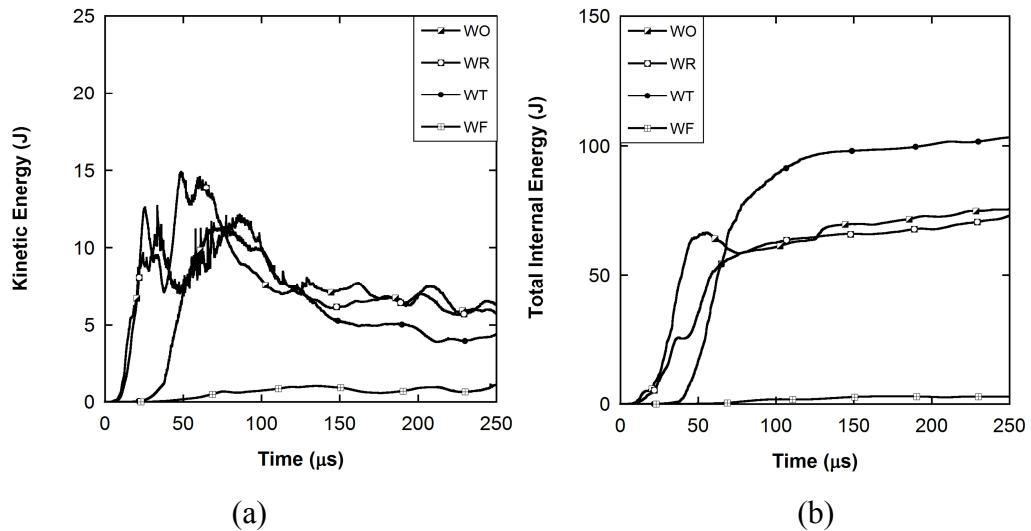 25
20
15
10
5
0
0 50 100 150 200 250
Kinetic Energy (J)
Time (μs)
WO
WR
WT
WF
(a)
150
100
50
0
0 50 100 150 200 250
Total Internal Energy (J)
Time (μs)
WO
WR
WT
WF
(b)